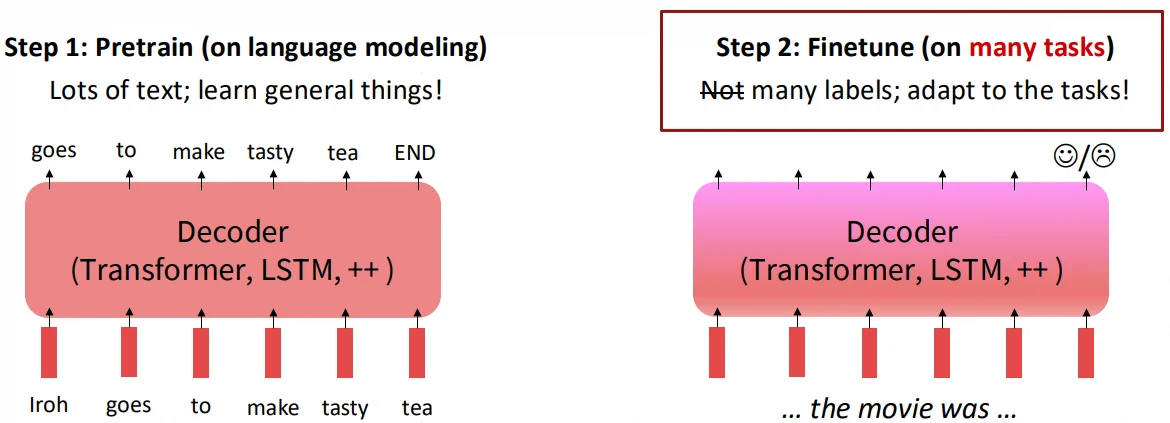 Step 1: Pretrain (on language modeling)
Lots of text; learn general things!
goes to make tasty tea END
Decoder
(Transformer, LSTM, ++ )
Iroh goes to make tasty tea
Step 2: Finetune (on many tasks)
Not many labels; adapt to the tasks!
☺/☹
Decoder
(Transformer, LSTM, ++ )
... the movie was ...